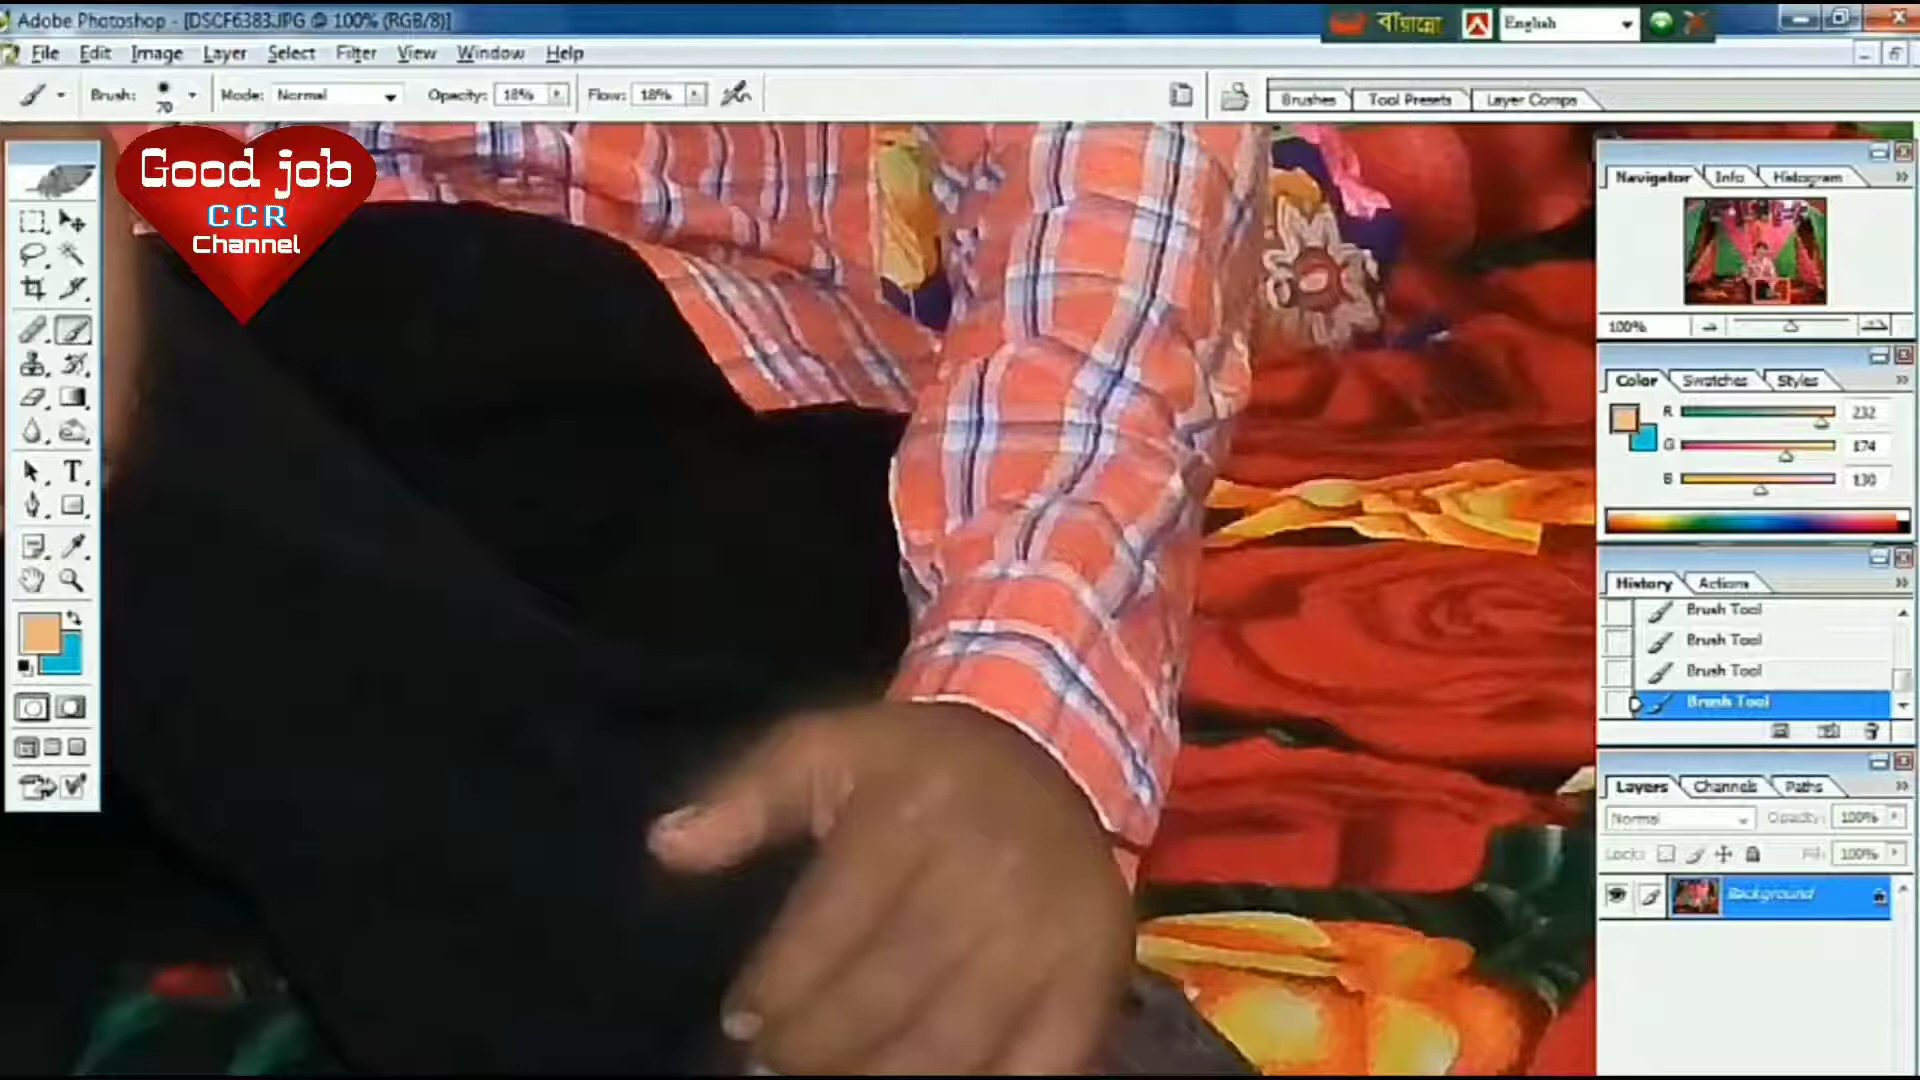 Adobe Photoshop - [DSCF6383.JPG @ 100% (RGB/8)]
বায়ান্নো
English
File Edit Image Layer Select Filter View Window Help
Brush: 70 Mode: Normal Opacity: 18% Flow: 18%
Brushes Tool Presets Layer Comps
Good job
CCR
Channel
Navigator Info Histogram
100%
Color Swatches Styles
R 232
G 174
B 130
History Actions
Brush Tool
Brush Tool
Brush Tool
Brush Tool
Layers Channels Paths
Normal Opacity: 100%
Lock: Fill: 100%
Background